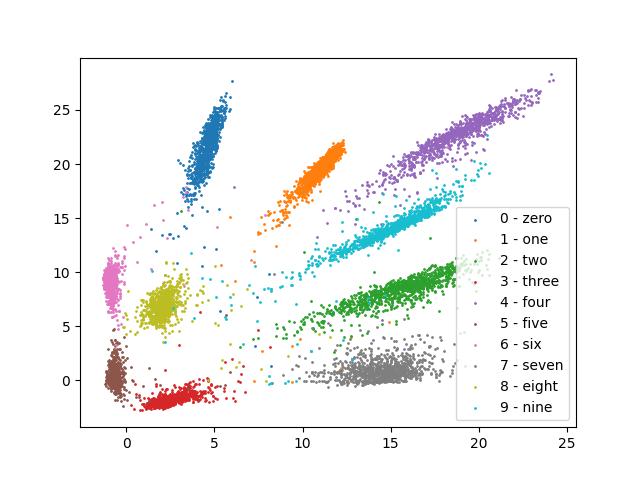 25
20
15
10
5
0
0 - zero
1 - one
2 - two
3 - three
4 - four
5 - five
6 - six
7 - seven
8 - eight
9 - nine
0 5 10 15 20 25